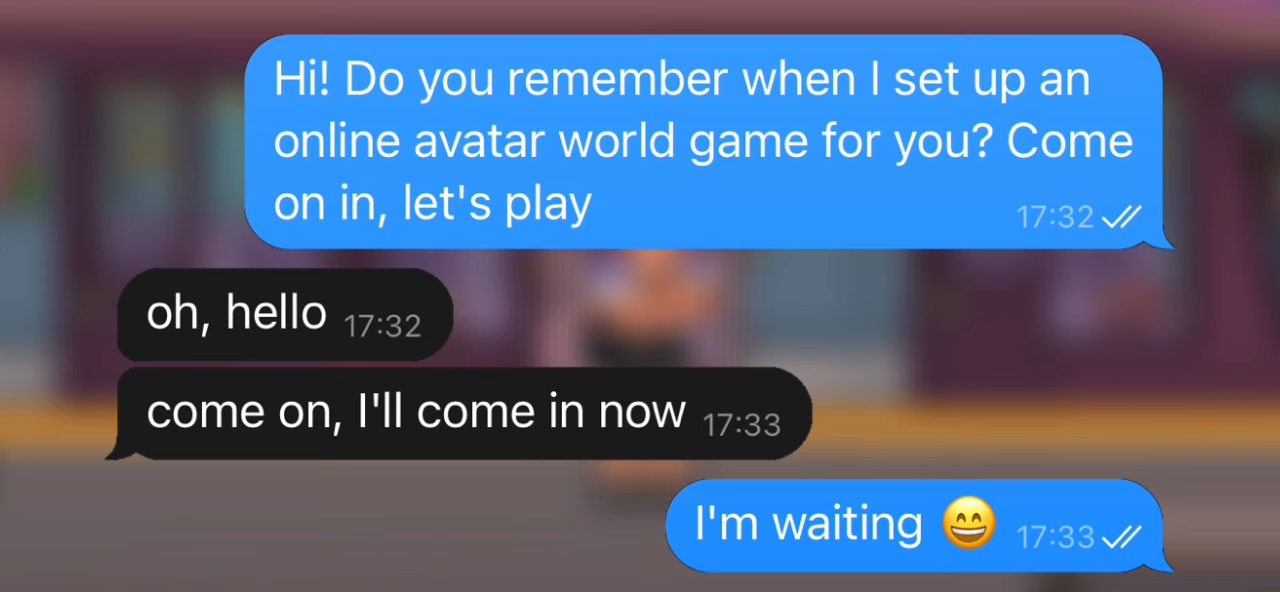 Hi! Do you remember when I set up an
online avatar world game for you? Come
on in, let's play
17:32
oh, hello 17:32
come on, I'll come in now 17:33
I'm waiting 😄 17:33